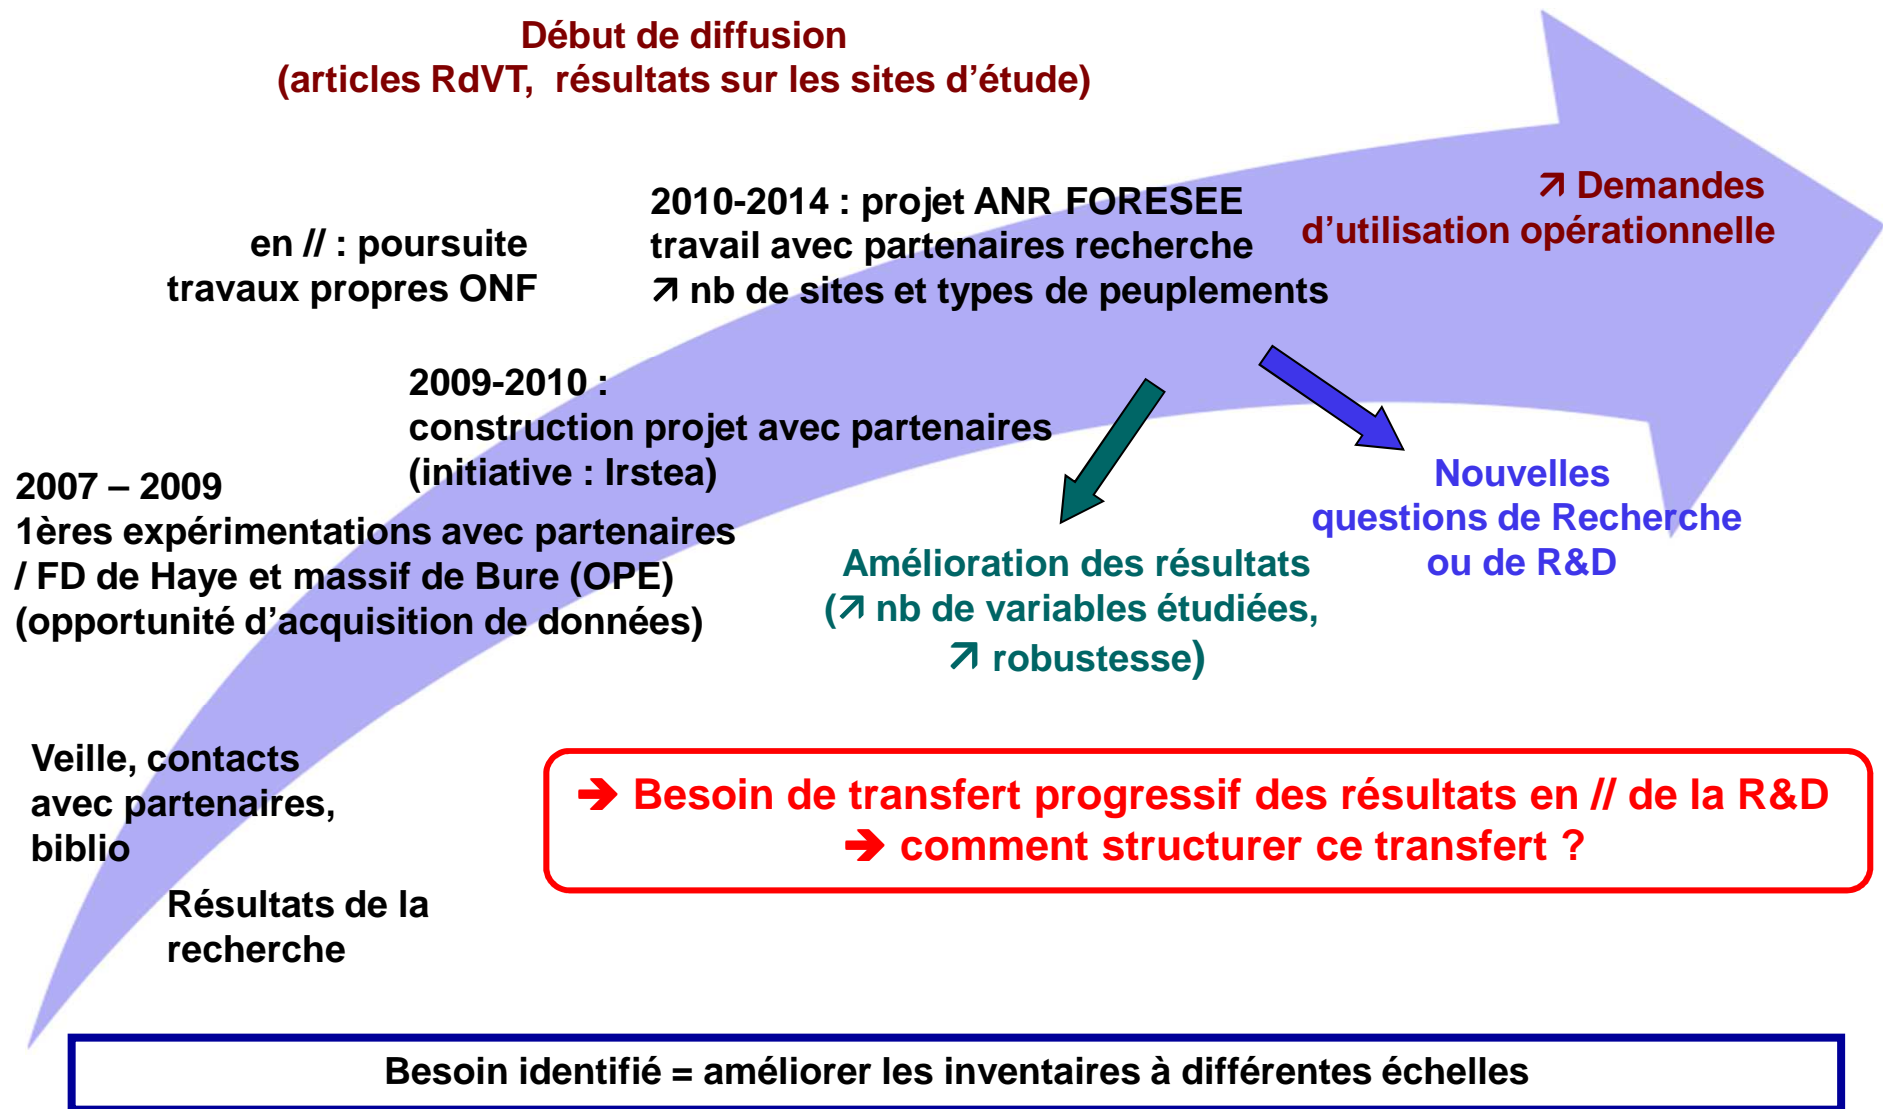 Début de diffusion
(articles RdVT, résultats sur les sites d’étude)
2010-2014 : projet ANR FORESEE
travail avec partenaires recherche
↗ nb de sites et types de peuplements
↗ Demandes
d’utilisation opérationnelle
en // : poursuite
travaux propres ONF
2009-2010 :
construction projet avec partenaires
(initiative : Irstea)
2007 – 2009
1ères expérimentations avec partenaires
/ FD de Haye et massif de Bure (OPE)
(opportunité d’acquisition de données)
Nouvelles
questions de Recherche
ou de R&D
Amélioration des résultats
(↗ nb de variables étudiées,
↗ robustesse)
Veille, contacts
avec partenaires,
biblio
➔ Besoin de transfert progressif des résultats en // de la R&D
➔ comment structurer ce transfert ?
Résultats de la
recherche
Besoin identifié = améliorer les inventaires à différentes échelles